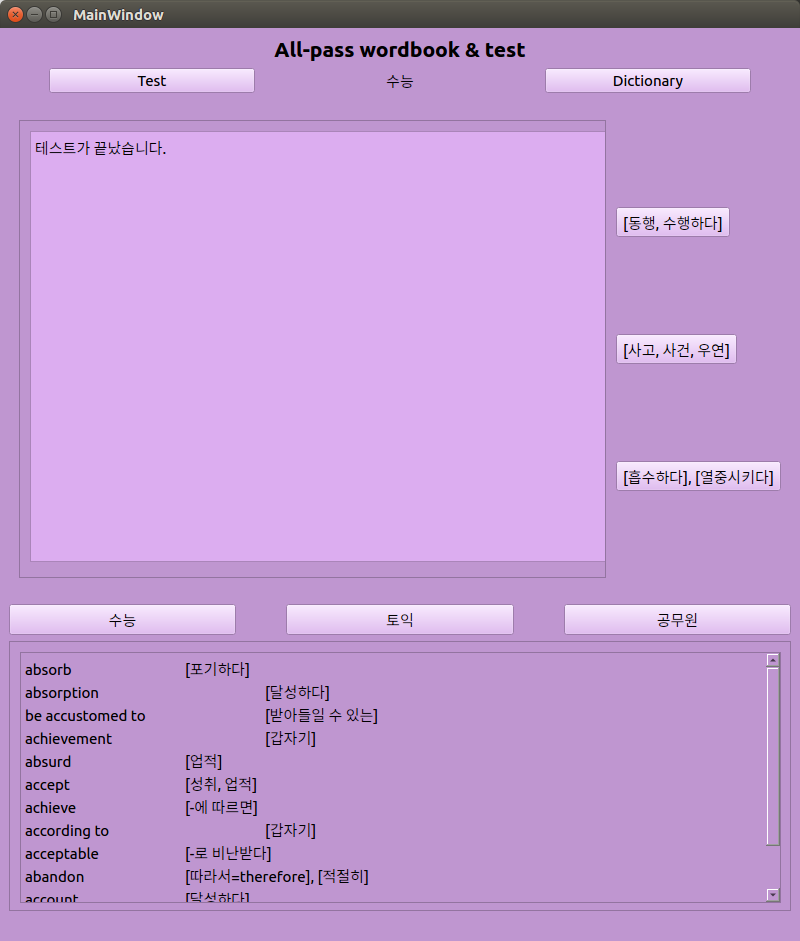 MainWindow
All-pass wordbook & test
Test 수능 Dictionary
테스트가 끝났습니다.
[동행, 수행하다]
[사고, 사건, 우연]
[흡수하다], [열중시키다]
수능 토익 공무원
absorb [포기하다]
absorption [달성하다]
be accustomed to [받아들일 수 있는]
achievement [갑자기]
absurd [업적]
accept [성취, 업적]
achieve [-에 따르면]
according to [갑자기]
acceptable [-로 비난받다]
abandon [따라서=therefore], [적절히]
account [달성하다]